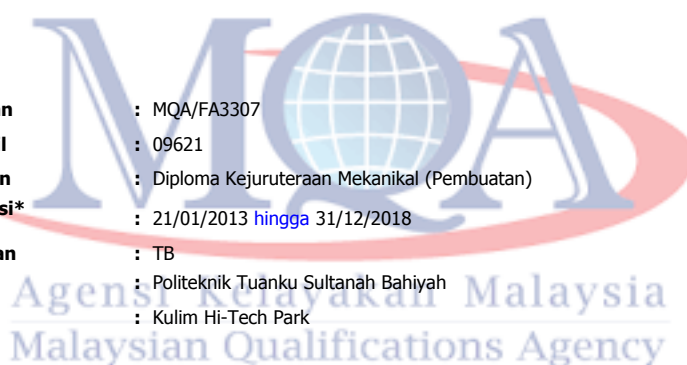 MQA
an : MQA/FA3307
l : 09621
n : Diploma Kejuruteraan Mekanikal (Pembuatan)
si* : 21/01/2013 hingga 31/12/2018
an : TB
: Politeknik Tuanku Sultanah Bahiyah
: Kulim Hi-Tech Park
Agensi Kelayakan Malaysia
Malaysian Qualifications Agency